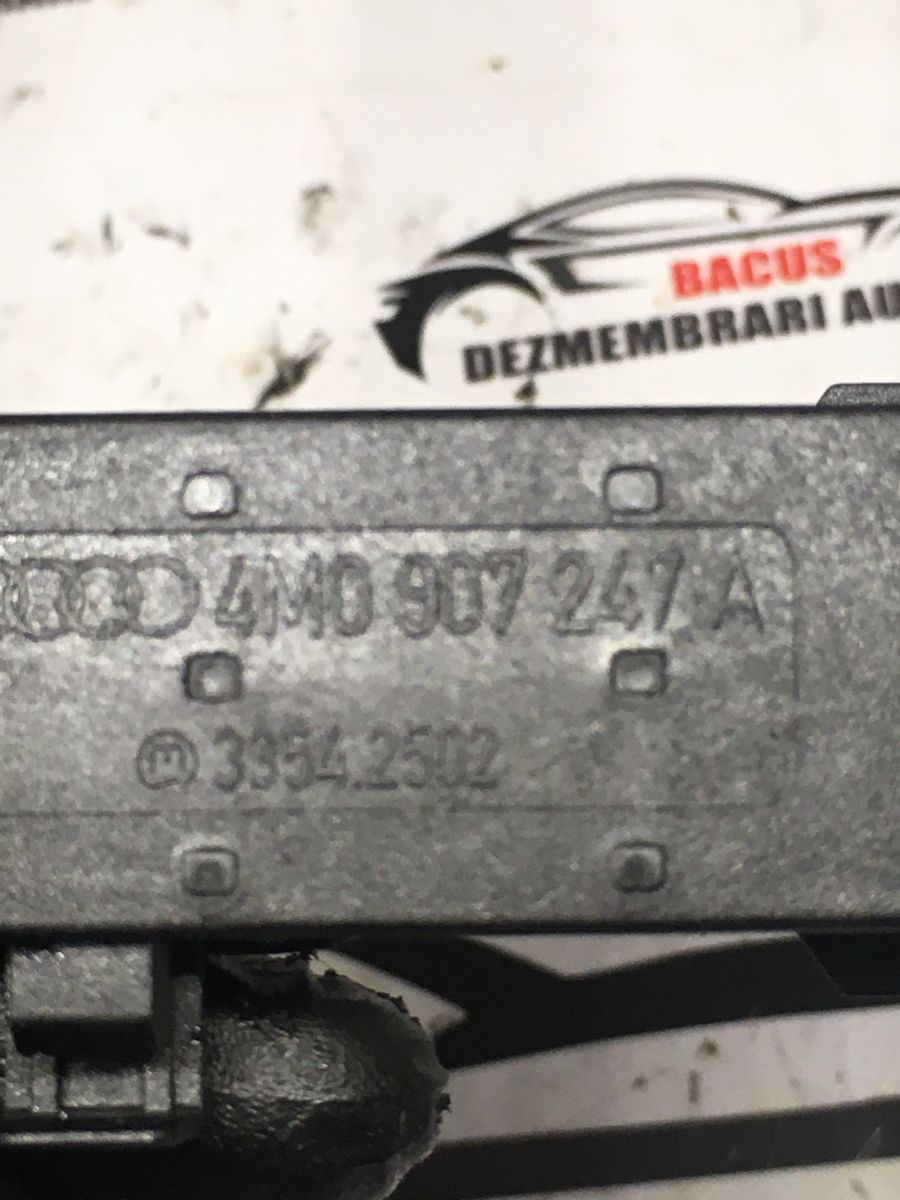 BACUS
DEZMEMBRARI AU
4M0 907 247 A
3354.2502